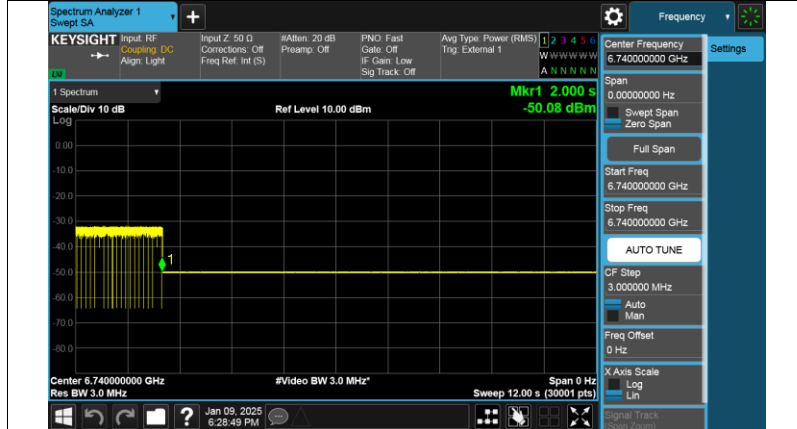 Spectrum Analyzer 1
Swept SA
Frequency
KEYSIGHT
Input: RF
Coupling: DC
Align: Light
Input Z: 50 Ω
Corrections: Off
Freq Ref: Int (S)
#Atten: 20 dB
Preamp: Off
PNO: Fast
Gate: Off
IF Gain: Low
Sig Track: Off
Avg Type: Power (RMS)
Trig: External 1
1 2 3 4 5 6
W W W W W W
A N N N N N
LXI
1 Spectrum
Scale/Div 10 dB
Ref Level 10.00 dBm
Mkr1 2.000 s
-50.08 dBm
Log
0.00
-10.0
-20.0
-30.0
-40.0
-50.0
-60.0
-70.0
-80.0
1
Center 6.740000000 GHz
Res BW 3.0 MHz
#Video BW 3.0 MHz*
Span 0 Hz
Sweep 12.00 s (30001 pts)
Jan 09, 2025
6:28:49 PM
Center Frequency
6.740000000 GHz
Span
0.00000000 Hz
Swept Span
Zero Span
Full Span
Start Freq
6.740000000 GHz
Stop Freq
6.740000000 GHz
AUTO TUNE
CF Step
3.000000 MHz
Auto
Man
Freq Offset
0 Hz
X Axis Scale
Log
Lin
Signal Track
(Span Zoom)
Settings